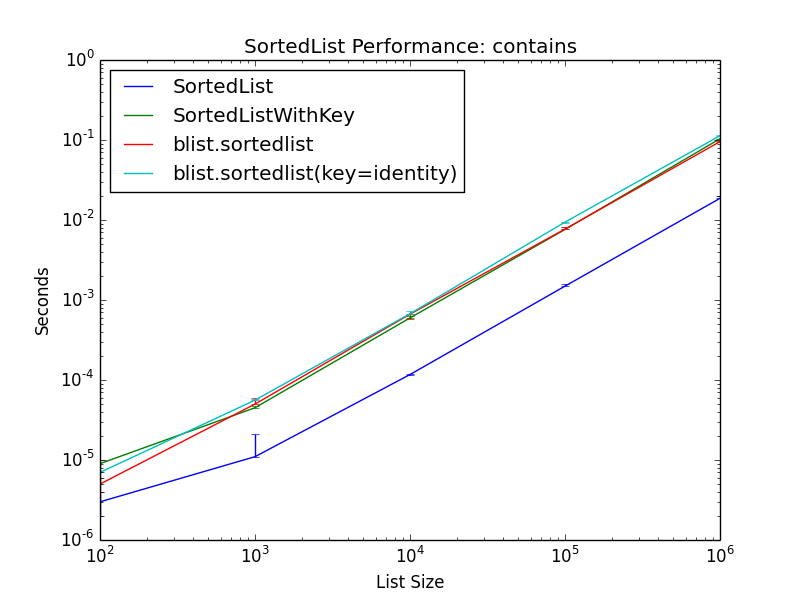 SortedList Performance: contains
10^0
SortedList
SortedListWithKey
blist.sortedlist
blist.sortedlist(key=identity)
10^-1
10^-2
10^-3
10^-4
10^-5
10^-6
Seconds
10^2
10^3
10^4
10^5
10^6
List Size